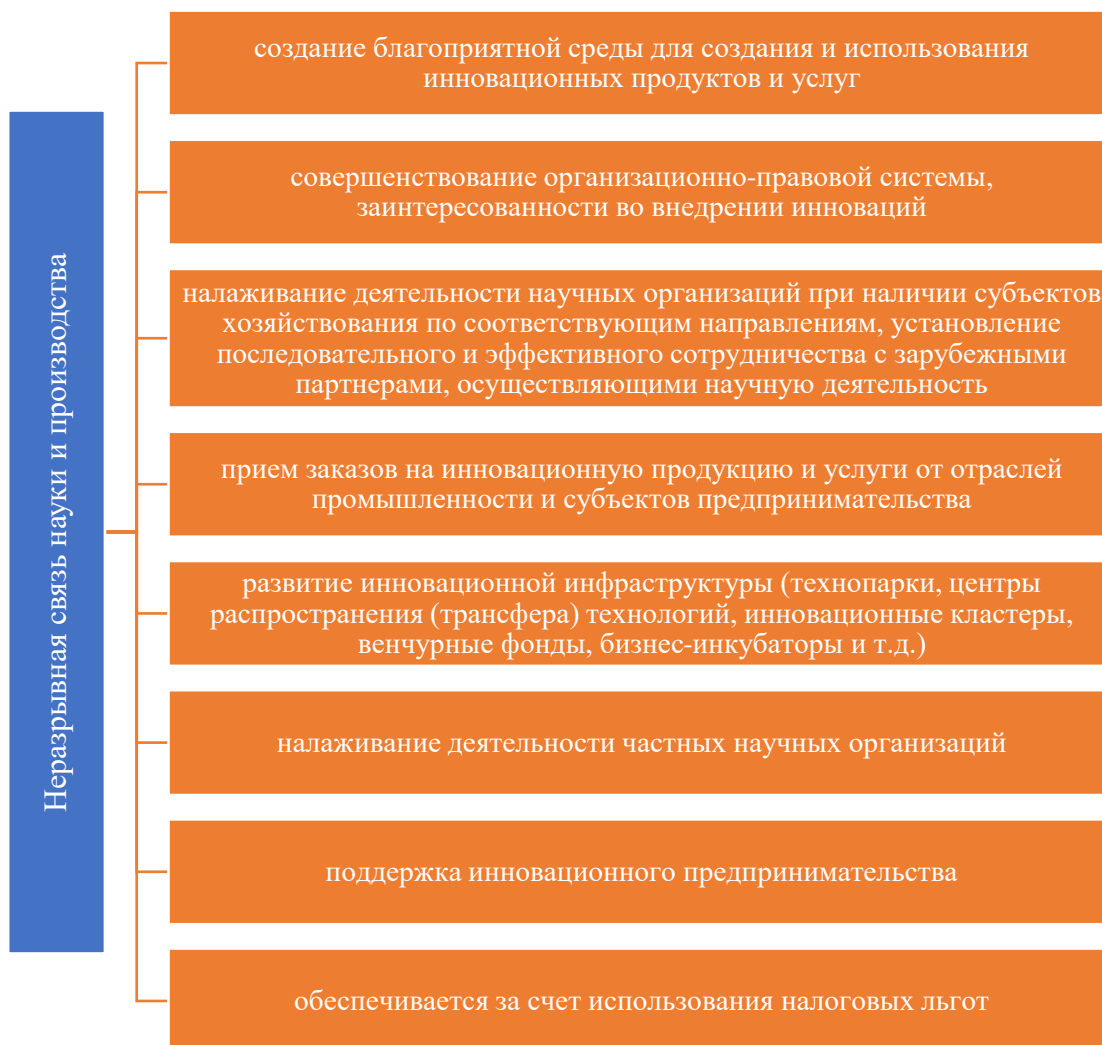 Неразрывная связь науки и производства
создание благоприятной среды для создания и использования
инновационных продуктов и услуг
совершенствование организационно-правовой системы,
заинтересованности во внедрении инноваций
налаживание деятельности научных организаций при наличии субъектов
хозяйствования по соответствующим направлениям, установление
последовательного и эффективного сотрудничества с зарубежными
партнерами, осуществляющими научную деятельность
прием заказов на инновационную продукцию и услуги от отраслей
промышленности и субъектов предпринимательства
развитие инновационной инфраструктуры (технопарки, центры
распространения (трансфера) технологий, инновационные кластеры,
венчурные фонды, бизнес-инкубаторы и т.д.)
налаживание деятельности частных научных организаций
поддержка инновационного предпринимательства
обеспечивается за счет использования налоговых льгот